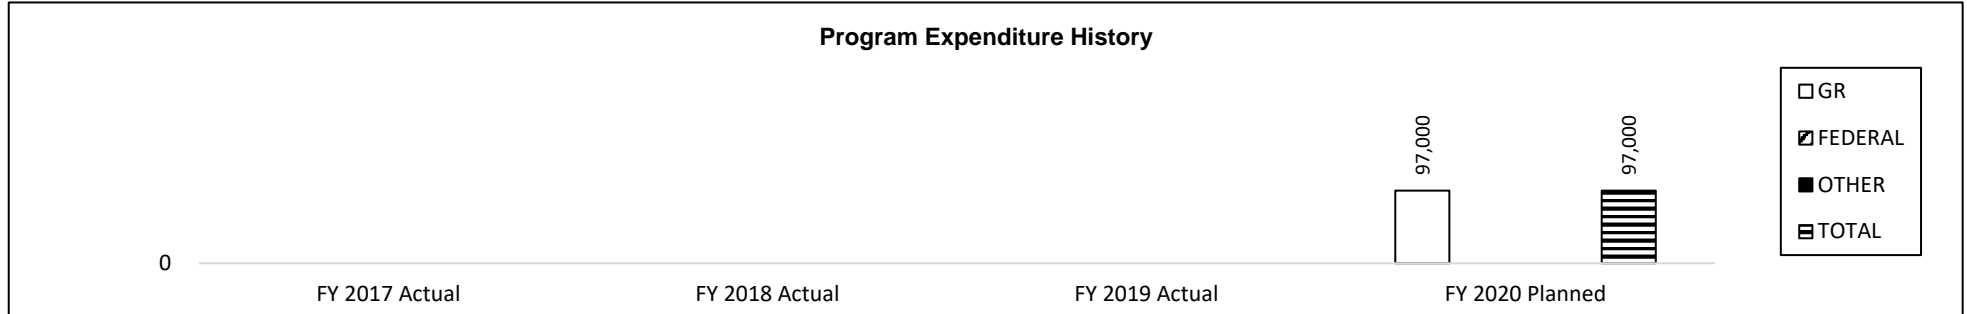 Program Expenditure History
GR
FEDERAL
OTHER
TOTAL
97,000
97,000
0
FY 2017 Actual
FY 2018 Actual
FY 2019 Actual
FY 2020 Planned